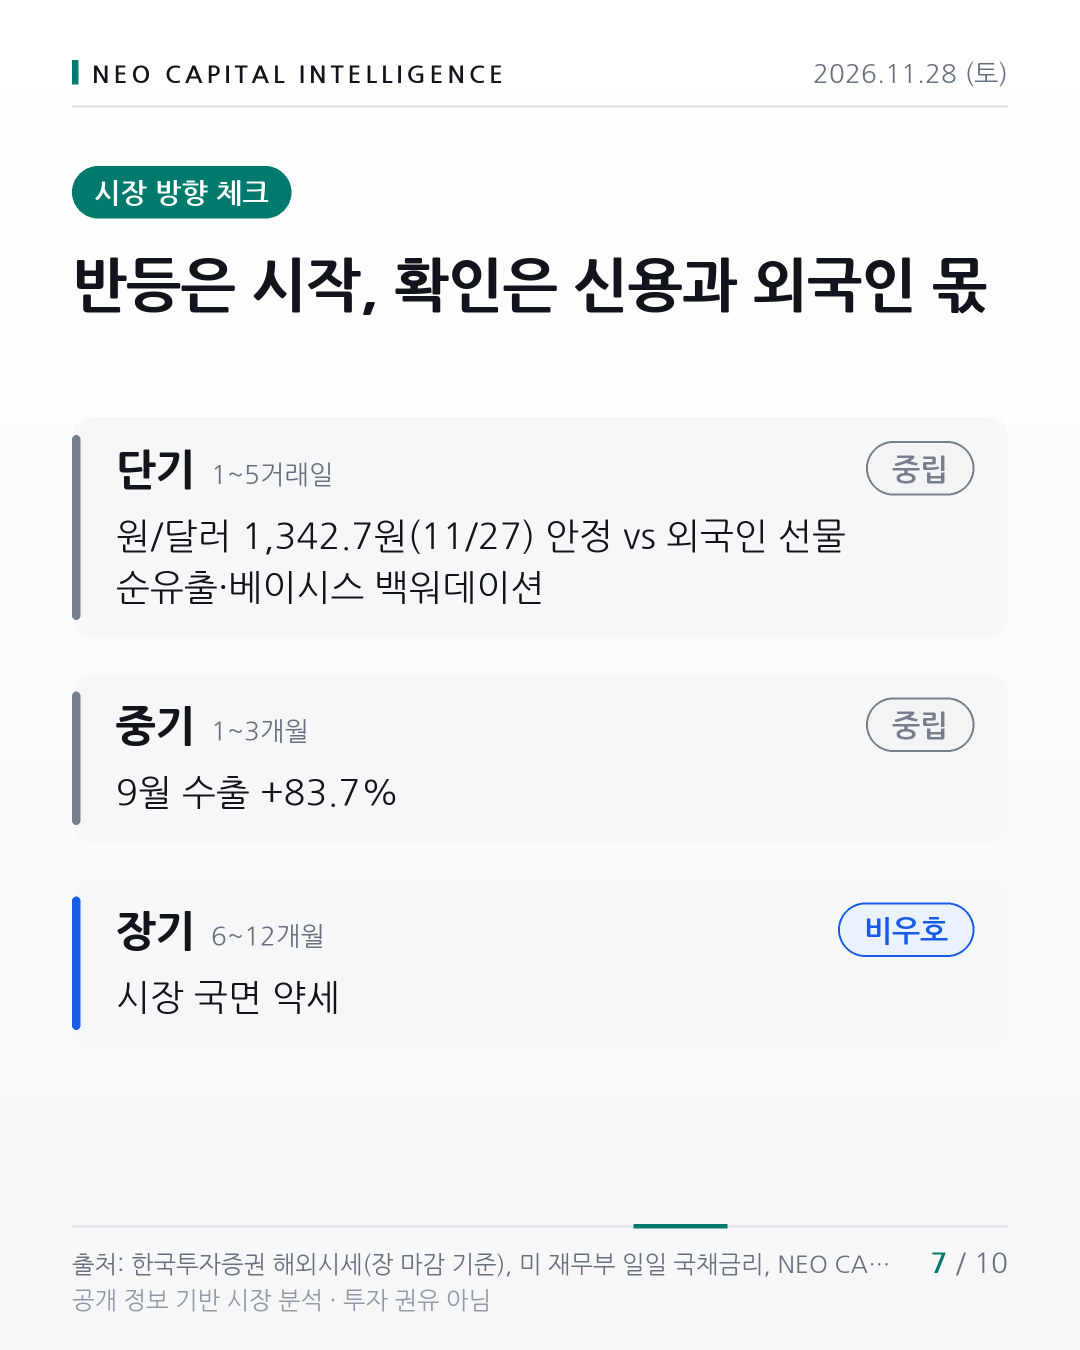 NEO CAPITAL INTELLIGENCE
2026.11.28 (토)
시장 방향 체크
반등은 시작, 확인은 신용과 외국인 몫
단기 1~5거래일
중립
원/달러 1,342.7원(11/27) 안정 vs 외국인 선물
순유출·베이시스 백워데이션
중기 1~3개월
중립
9월 수출 +83.7%
장기 6~12개월
비우호
시장 국면 약세
출처: 한국투자증권 해외시세(장 마감 기준), 미 재무부 일일 국채금리, NEO CA…
7 / 10
공개 정보 기반 시장 분석 · 투자 권유 아님